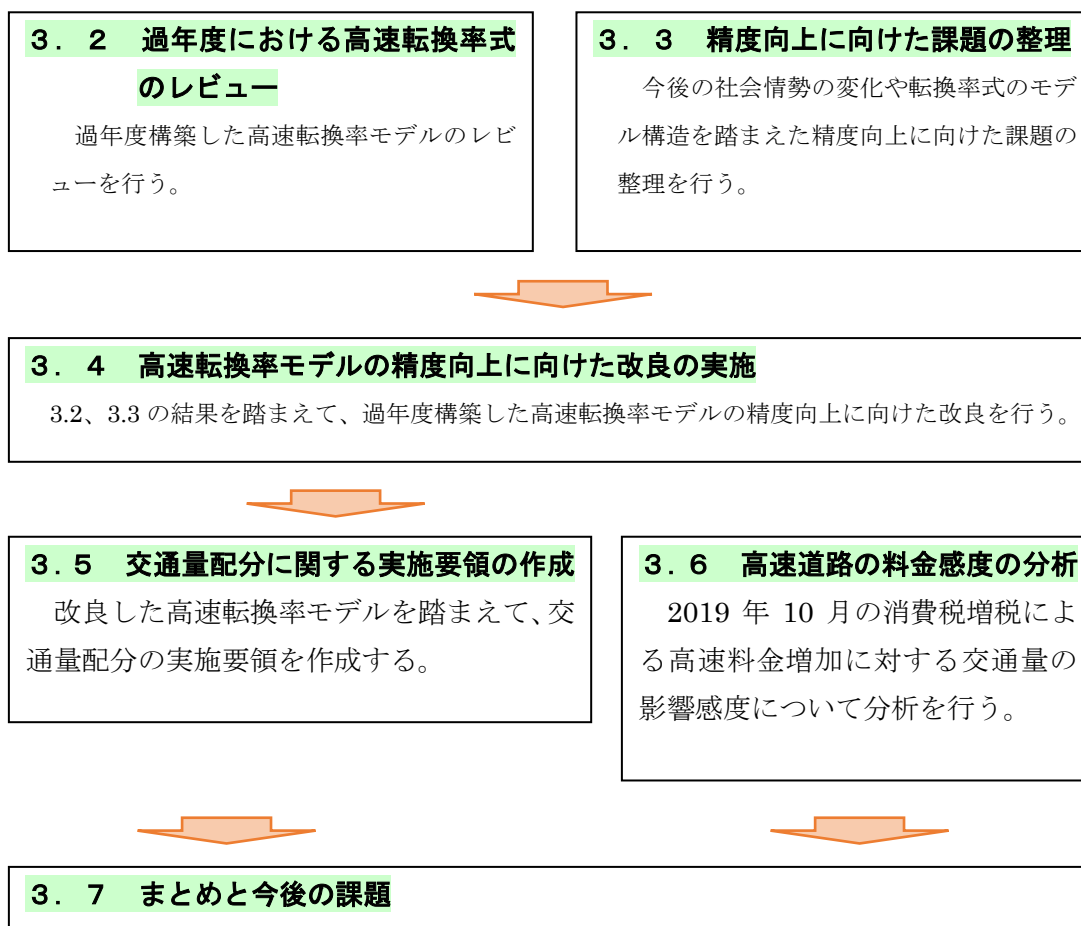 ３．２　過年度における高速転換率式
のレビュー
過年度構築した高速転換率モデルのレビ
ューを行う。
３．３　精度向上に向けた課題の整理
今後の社会情勢の変化や転換率式のモデ
ル構造を踏まえた精度向上に向けた課題の
整理を行う。
３．４　高速転換率モデルの精度向上に向けた改良の実施
3.2、3.3 の結果を踏まえて、過年度構築した高速転換率モデルの精度向上に向けた改良を行う。
３．５　交通量配分に関する実施要領の作成
改良した高速転換率モデルを踏まえて、交
通量配分の実施要領を作成する。
３．６　高速道路の料金感度の分析
2019 年 10 月の消費税増税によ
る高速料金増加に対する交通量の
影響感度について分析を行う。
３．７　まとめと今後の課題